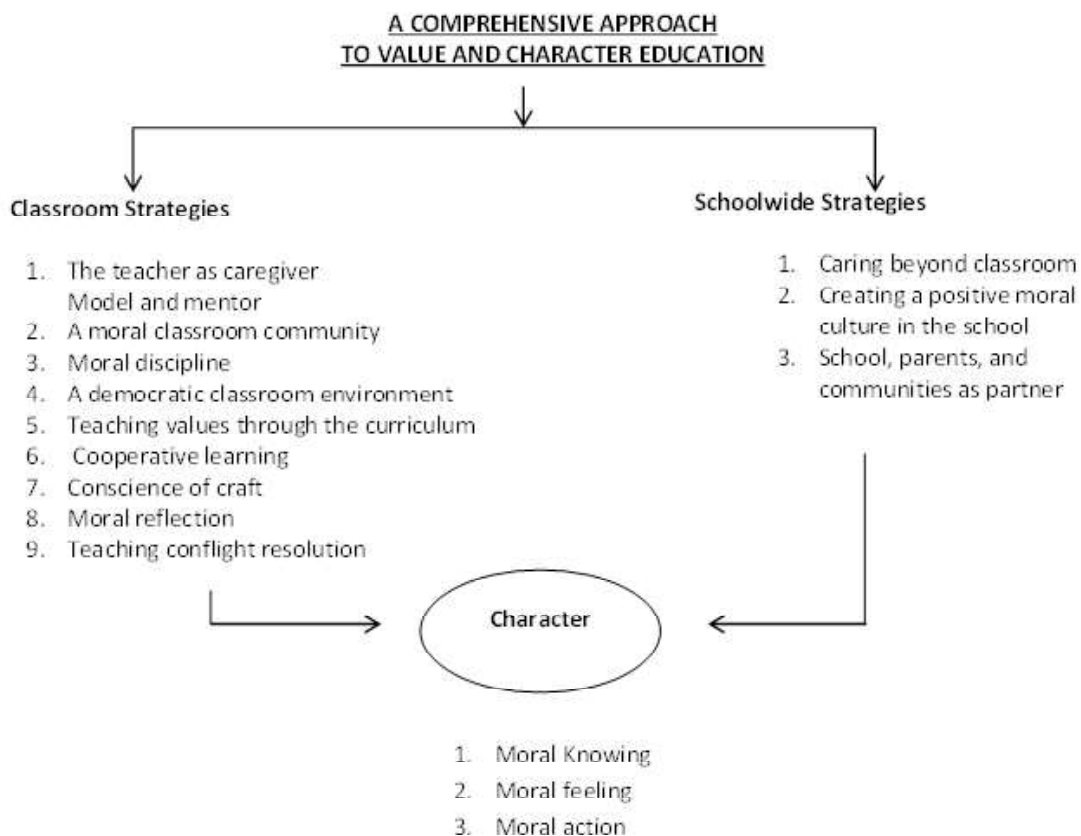 A COMPREHENSIVE APPROACH
TO VALUE AND CHARACTER EDUCATION
Classroom Strategies
1. The teacher as caregiver
Model and mentor
2. A moral classroom community
3. Moral discipline
4. A democratic classroom environment
5. Teaching values through the curriculum
6. Cooperative learning
7. Conscience of craft
8. Moral reflection
9. Teaching conflight resolution
Schoolwide Strategies
1. Caring beyond classroom
2. Creating a positive moral
culture in the school
3. School, parents, and
communities as partner
Character
1. Moral Knowing
2. Moral feeling
3. Moral action